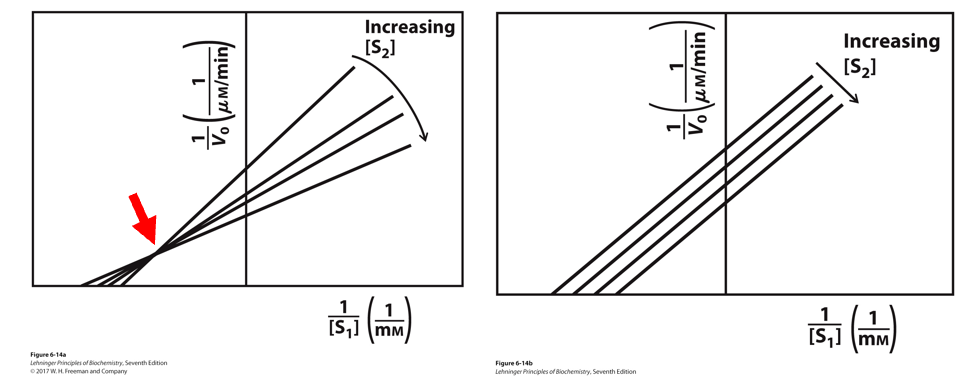 Increasing
[S2]
1/V0 (1/μM/min)
1/[S1] (1/mM)
Figure 6-14a
Lehninger Principles of Biochemistry, Seventh Edition
© 2017 W. H. Freeman and Company
Increasing
[S2]
1/V0 (1/μM/min)
1/[S1] (1/mM)
Figure 6-14b
Lehninger Principles of Biochemistry, Seventh Edition